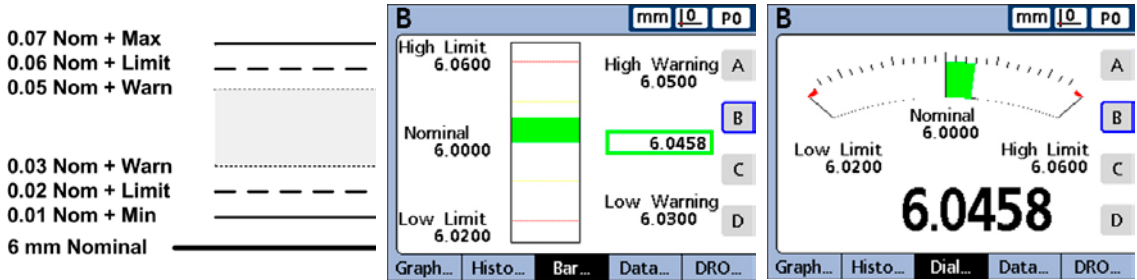 0.07 Nom + Max
0.06 Nom + Limit
0.05 Nom + Warn
0.03 Nom + Warn
0.02 Nom + Limit
0.01 Nom + Min
6 mm Nominal
B
mm 0 P0
High Limit
6.0600
High Warning
6.0500
Nominal
6.0000
6.0458
Low Warning
6.0300
Low Limit
6.0200
A
B
C
D
Graph... Histo... Bar... Data... DRO...
B
mm 0 P0
Nominal
6.0000
Low Limit
6.0200
High Limit
6.0600
6.0458
A
B
C
D
Graph... Histo... Dial... Data... DRO...